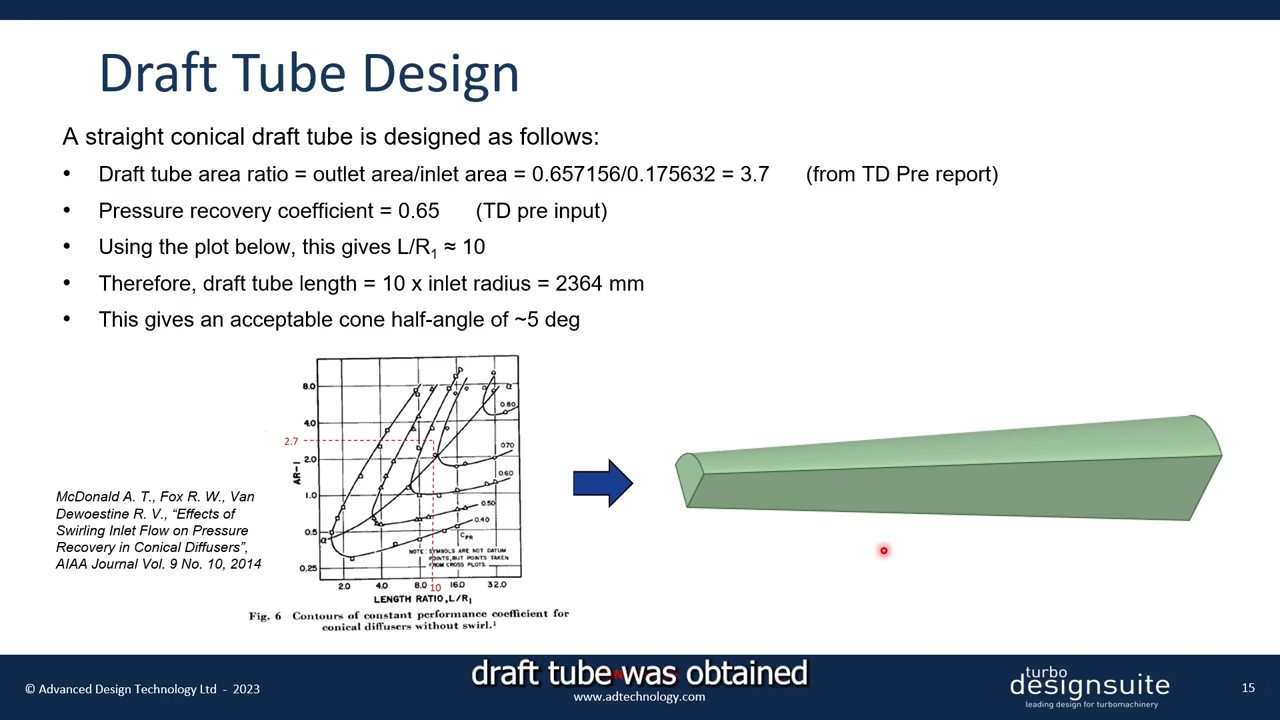 Draft Tube Design
A straight conical draft tube is designed as follows:
• Draft tube area ratio = outlet area/inlet area = 0.657156/0.175632 = 3.7 (from TD Pre report)
• Pressure recovery coefficient = 0.65 (TD pre input)
• Using the plot below, this gives L/R1 ≈ 10
• Therefore, draft tube length = 10 x inlet radius = 2364 mm
• This gives an acceptable cone half-angle of ~5 deg
McDonald A. T., Fox R. W., Van
Dewoestine R. V., “Effects of
Swirling Inlet Flow on Pressure
Recovery in Conical Diffusers”,
AIAA Journal Vol. 9 No. 10, 2014
8.0
4.0
2.7
2.0
1.0
0.5
0.25
AR-1
α
0.80
0.70
0.60
0.50
0.40
CPR
α
NOTE: SYMBOLS ARE NOT DATUM
POINTS, BUT POINTS TAKEN
FROM CROSS PLOTS.
2.0 4.0 8.0 10 16.0 32.0
LENGTH RATIO, L/R1
Fig. 6 Contours of constant performance coefficient for
conical diffusers without swirl.1
draft tube was obtained
© Advanced Design Technology Ltd - 2023
www.adtechnology.com
turbo
designsuite
leading design for turbomachinery
15